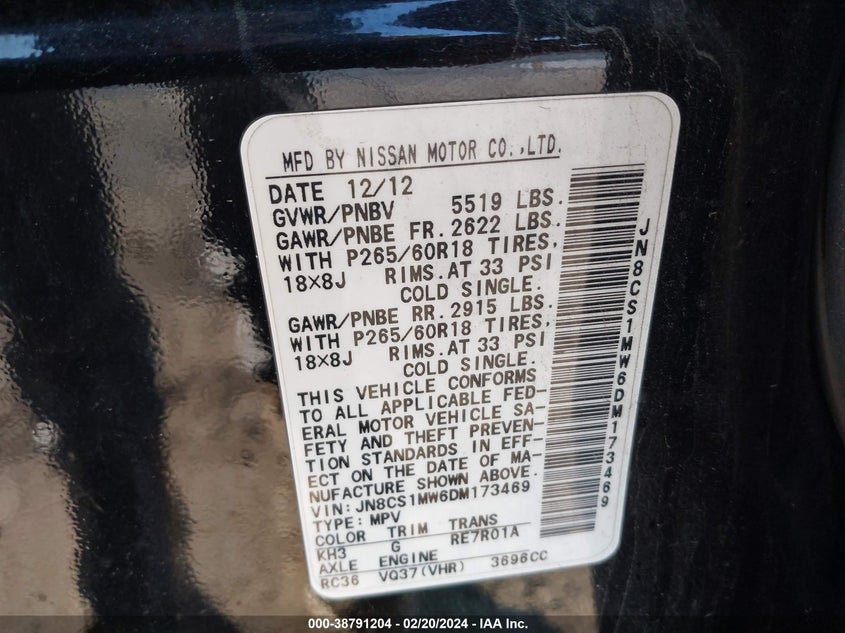 MFD BY NISSAN MOTOR CO.,LTD.
DATE 12/12
GVWR/PNBV 5519 LBS.
GAWR/PNBE FR. 2622 LBS.
WITH P265/60R18 TIRES,
18×8J RIMS.AT 33 PSI
COLD SINGLE.
GAWR/PNBE RR. 2915 LBS.
WITH P265/60R18 TIRES,
18×8J RIMS.AT 33 PSI
COLD SINGLE.
THIS VEHICLE CONFORMS
TO ALL APPLICABLE FED-
ERAL MOTOR VEHICLE SA-
FETY AND THEFT PREVEN-
TION STANDARDS IN EFF-
ECT ON THE DATE OF MA-
NUFACTURE SHOWN ABOVE.
VIN: JN8CS1MW6DM173469
TYPE: MPV
COLOR TRIM TRANS
KH3 G RE7R01A
AXLE ENGINE
RC36 VQ37(VHR) 3696CC
JN8CS1MW6DM173469
000-38791204 - 02/20/2024 - IAA Inc.